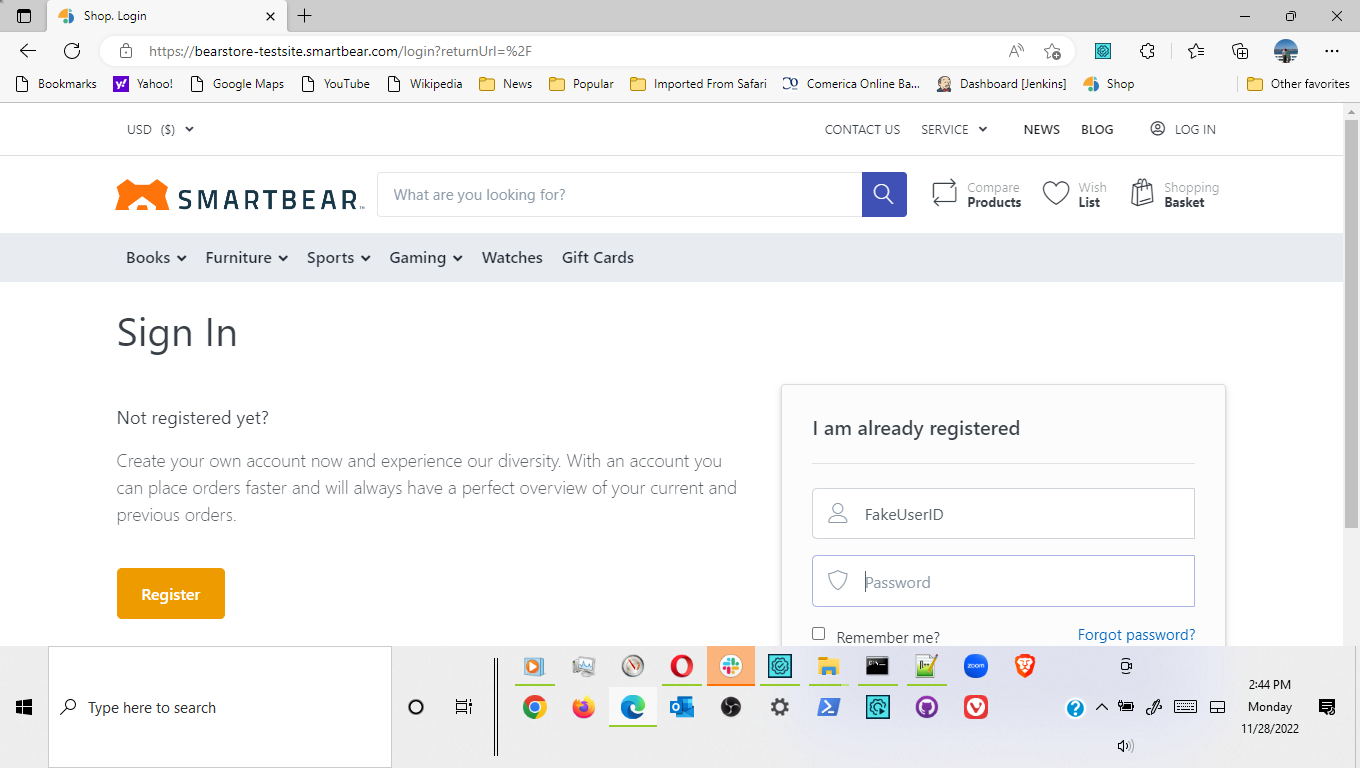 Shop. Login
https://bearstore-testsite.smartbear.com/login?returnUrl=%2F
Bookmarks Yahoo! Google Maps YouTube Wikipedia News Popular Imported From Safari Comerica Online Ba... Dashboard [Jenkins] Shop Other favorites
USD ($) CONTACT US SERVICE NEWS BLOG LOG IN
SMARTBEAR™ What are you looking for? Compare Products Wish List Shopping Basket
Books Furniture Sports Gaming Watches Gift Cards
Sign In
Not registered yet?
Create your own account now and experience our diversity. With an account you
can place orders faster and will always have a perfect overview of your current and
previous orders.
Register
I am already registered
FakeUserID
Password
Remember me? Forgot password?
zoom
Type here to search
2:44 PM
Monday
11/28/2022